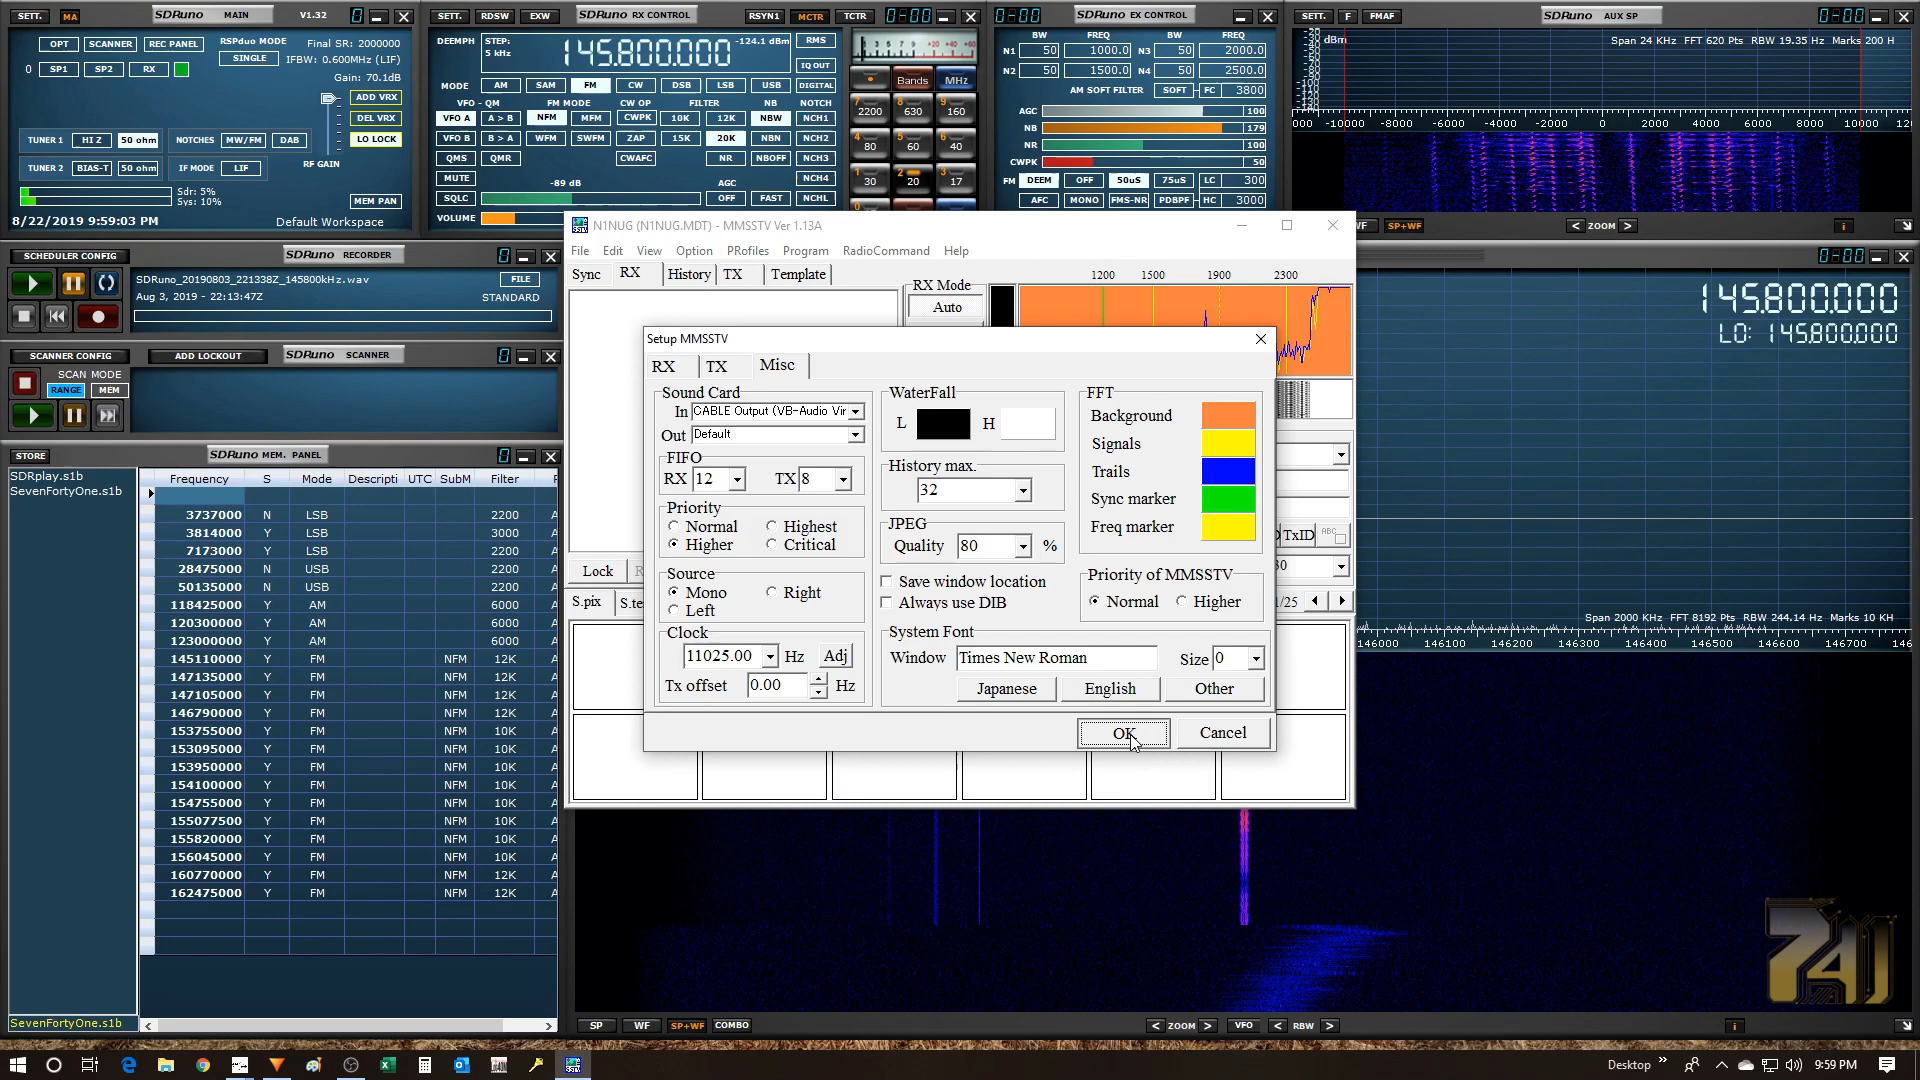 SETT. MA SDRuno MAIN V1.32
OPT SCANNER REC PANEL RSPduo MODE Final SR: 2000000
SINGLE IFBW: 0.600MHz (LIF)
0 SP1 SP2 RX Gain: 70.1dB
ADD VRX
DEL VRX
TUNER 1 HI Z 50 ohm NOTCHES MW/FM DAB LO LOCK
TUNER 2 BIAS-T 50 ohm IF MODE LIF RF GAIN
Sdr: 5%
Sys: 10% MEM PAN
8/22/2019 9:59:03 PM Default Workspace
SETT. RDSW EXW SDRuno RX CONTROL RSYN1 MCTR TCTR 0-00
DEEMPH STEP: 5 kHz 145.800.000 -124.1 dBm RMS
IQ OUT
MODE AM SAM FM CW DSB LSB USB DIGITAL
VFO - QM FM MODE CW OP FILTER NB NOTCH
VFO A A > B NFM MFM CWPK 10K 12K NBW NCH1
VFO B B > A WFM SWFM ZAP 15K 20K NBN NCH2
QMS QMR CWAFC NR NBOFF NCH3
MUTE -89 dB AGC NCH4
SQLC OFF FAST NCHL
VOLUME
Bands MHz
2200 630 160
80 60 40
30 20 17
0-00 SDRuno EX CONTROL
BW FREQ BW FREQ
N1 50 1000.0 N3 50 2000.0
N2 50 1500.0 N4 50 2500.0
AM SOFT FILTER SOFT FC 3800
AGC 100
NB 179
NR 100
CWPK 50
FM DEEM OFF 50uS 75uS LC 300
AFC MONO FMS-NR PDBPF HC 3000
SETT. F FMAF SDRuno AUX SP 0-00
dBm Span 24 KHz FFT 620 Pts RBW 19.35 Hz Marks 200 H
000 -10000 -8000 -6000 -4000 -2000 0 2000 4000 6000 8000 10000
WF SP+WF < ZOOM > i
SCHEDULER CONFIG SDRuno RECORDER
SDRuno_20190803_221338Z_145800kHz.wav FILE
Aug 3, 2019 - 22:13:47Z STANDARD
SCANNER CONFIG ADD LOCKOUT SDRuno SCANNER
SCAN MODE
RANGE MEM
STORE SDRuno MEM. PANEL
SDRplay.s1b
SevenFortyOne.s1b
Frequency S Mode Descripti UTC SubM Filter
3737000 N LSB 2200 A
3814000 Y LSB 3000 A
7173000 Y LSB 2200 A
28475000 N USB 2200 A
50135000 N USB 2200 A
118425000 Y AM 6000 A
120300000 Y AM 6000 A
123000000 Y AM 6000 A
145110000 Y FM NFM 12K A
147135000 Y FM NFM 12K A
147105000 Y FM NFM 12K A
146790000 Y FM NFM 12K A
153755000 Y FM NFM 10K A
153095000 Y FM NFM 10K A
153950000 Y FM NFM 10K A
154100000 Y FM NFM 10K A
154755000 Y FM NFM 10K A
155077500 Y FM NFM 10K A
155820000 Y FM NFM 10K A
156045000 Y FM NFM 10K A
160770000 Y FM NFM 12K A
162475000 Y FM NFM 12K A
SevenFortyOne.s1b
N1NUG (N1NUG.MDT) - MMSSTV Ver 1.13A
File Edit View Option PRofiles Program RadioCommand Help
Sync RX History TX Template 1200 1500 1900 2300
RX Mode
Auto
Setup MMSSTV
RX TX Misc
Sound Card
In CABLE Output (VB-Audio Vir
Out Default
FIFO
RX 12 TX 8
Priority
Normal Highest
Higher Critical
Source
Mono Right
Left
Clock
11025.00 Hz Adj
Tx offset 0.00 Hz
WaterFall
L H
History max.
32
JPEG
Quality 80 %
Save window location
Always use DIB
FFT
Background
Signals
Trails
Sync marker
Freq marker
Priority of MMSSTV
Normal Higher
System Font
Window Times New Roman Size 0
Japanese English Other
OK Cancel
Lock
S.pix S.te
TxID
ABC
30
1/25
145.800.000
LO: 145.800.000
0-00
Span 2000 KHz FFT 8192 Pts RBW 244.14 Hz Marks 10 KH
146000 146200 146400 146600 146
741
SP WF SP+WF COMBO < ZOOM > VFO < RBW > i
Desktop 9:59 PM